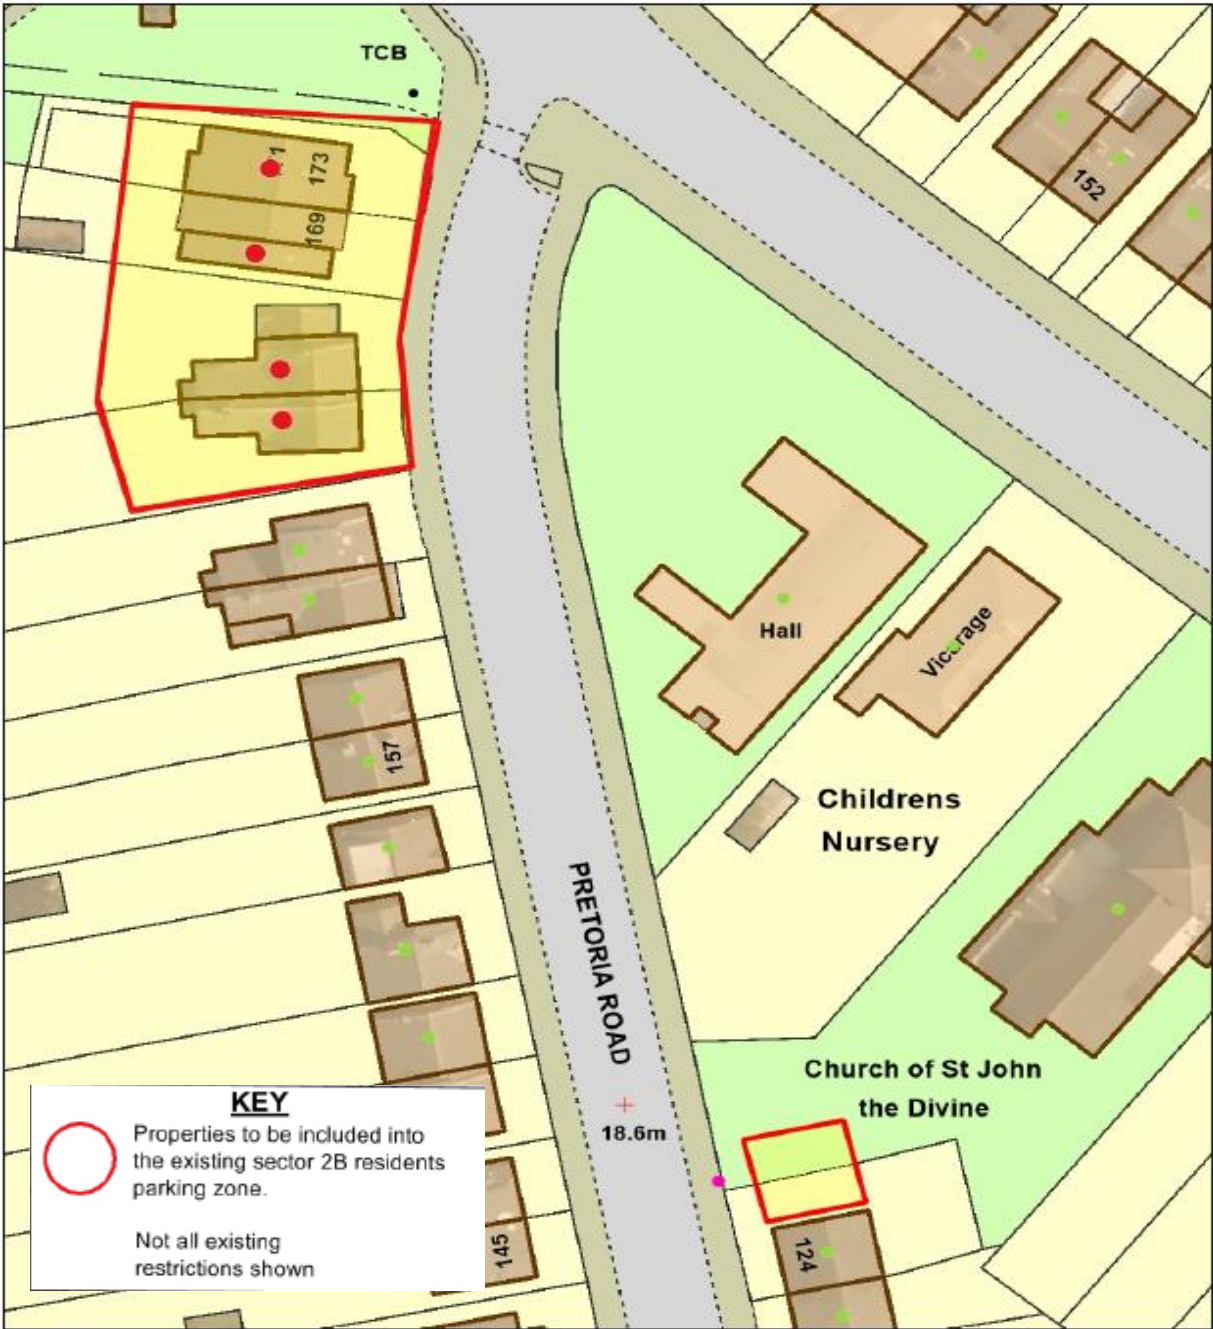 TCB
173
169
152
Hall
Vicarage
157
Childrens
Nursery
PRETORIA ROAD
Church of St John
the Divine
18.6m
124
145
KEY
Properties to be included into
the existing sector 2B residents
parking zone.
Not all existing
restrictions shown